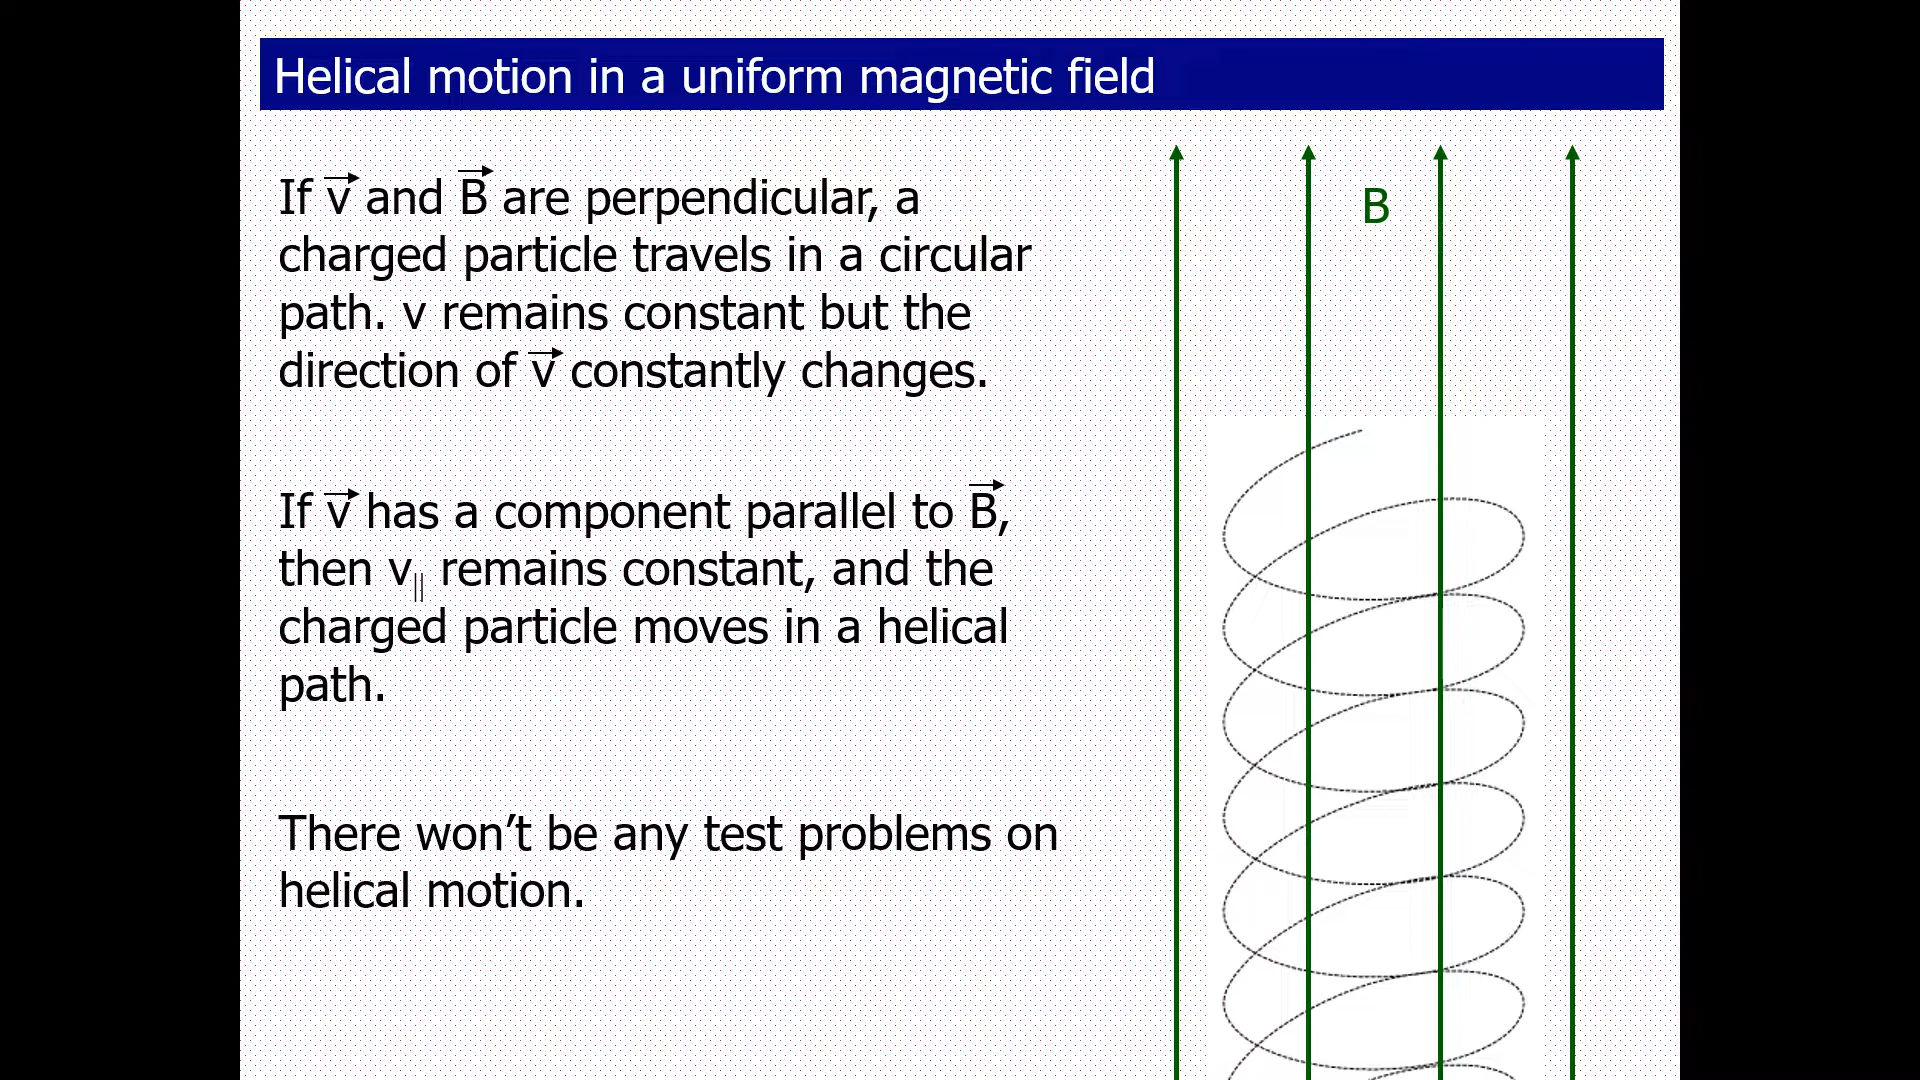 Helical motion in a uniform magnetic field
If v⃗ and B⃗ are perpendicular, a
charged particle travels in a circular
path. v remains constant but the
direction of v⃗ constantly changes.
If v⃗ has a component parallel to B⃗,
then v|| remains constant, and the
charged particle moves in a helical
path.
There won’t be any test problems on
helical motion.
B